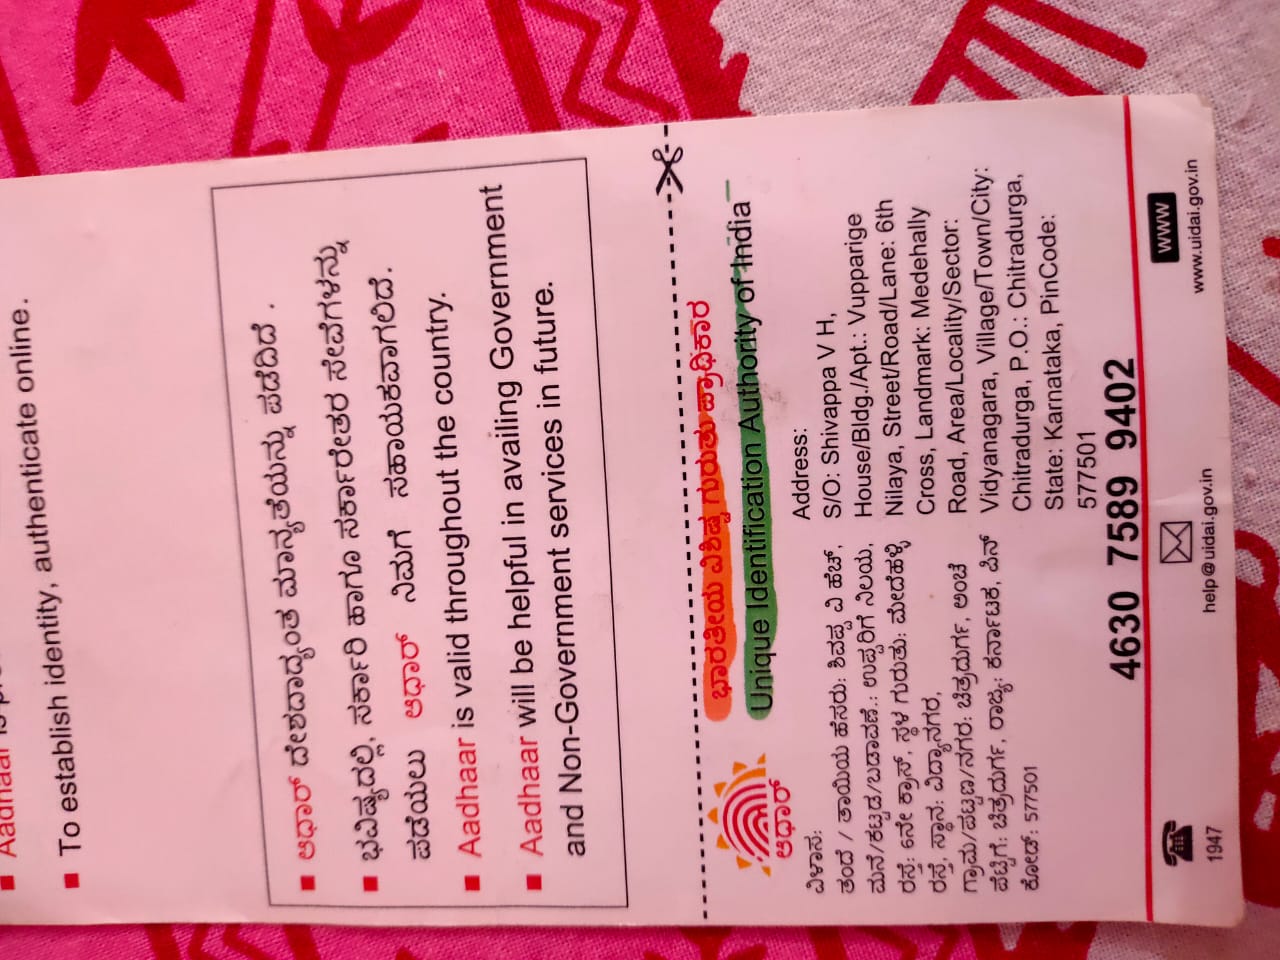 Aadhaar is
To establish identity, authenticate online.
ಆಧಾರ್ ದೇಶದಾದ್ಯಂತ ಮಾನ್ಯತೆಯನ್ನು ಪಡೆದಿದೆ .
ಭವಿಷ್ಯದಲ್ಲಿ, ಸರ್ಕಾರಿ ಹಾಗೂ ಸರ್ಕಾರೇತರ ಸೇವೆಗಳನ್ನು
ಪಡೆಯಲು ಆಧಾರ್ ನಿಮಗೆ ಸಹಾಯಕವಾಗಲಿದೆ.
Aadhaar is valid throughout the country.
Aadhaar will be helpful in availing Government
and Non-Government services in future.
ಭಾರತೀಯ ವಿಶಿಷ್ಟ ಗುರುತು ಪ್ರಾಧಿಕಾರ
Unique Identification Authority of India
ಆಧಾರ್
ವಿಳಾಸ:
ತಂದೆ / ತಾಯಿಯ ಹೆಸರು: ಶಿವಪ್ಪ ವಿ ಹೆಚ್,
ಮನೆ/ಕಟ್ಟಡ/ಬಡಾವಣೆ.: ಉಪ್ಪರಿಗೆ ನಿಲಯ,
ರಸ್ತೆ: 6ನೇ ಕ್ರಾಸ್, ಸ್ಥಳ ಗುರುತು: ಮೇದೆಹಳ್ಳಿ
ರಸ್ತೆ, ಸ್ಥಾನ: ವಿದ್ಯಾನಗರ,
ಗ್ರಾಮ/ಪಟ್ಟಣ/ನಗರ: ಚಿತ್ರದುರ್ಗ, ಅಂಚೆ
ಪೆಟ್ಟಿಗೆ: ಚಿತ್ರದುರ್ಗ, ರಾಜ್ಯ: ಕರ್ನಾಟಕ, ಪಿನ್
ಕೋಡ್: 577501
Address:
S/O: Shivappa V H,
House/Bldg./Apt.: Vupparige
Nilaya, Street/Road/Lane: 6th
Cross, Landmark: Medehally
Road, Area/Locality/Sector:
Vidyanagara, Village/Town/City:
Chitradurga, P.O.: Chitradurga,
State: Karnataka, PinCode:
577501
4630 7589 9402
1947
help@uidai.gov.in
www
www.uidai.gov.in